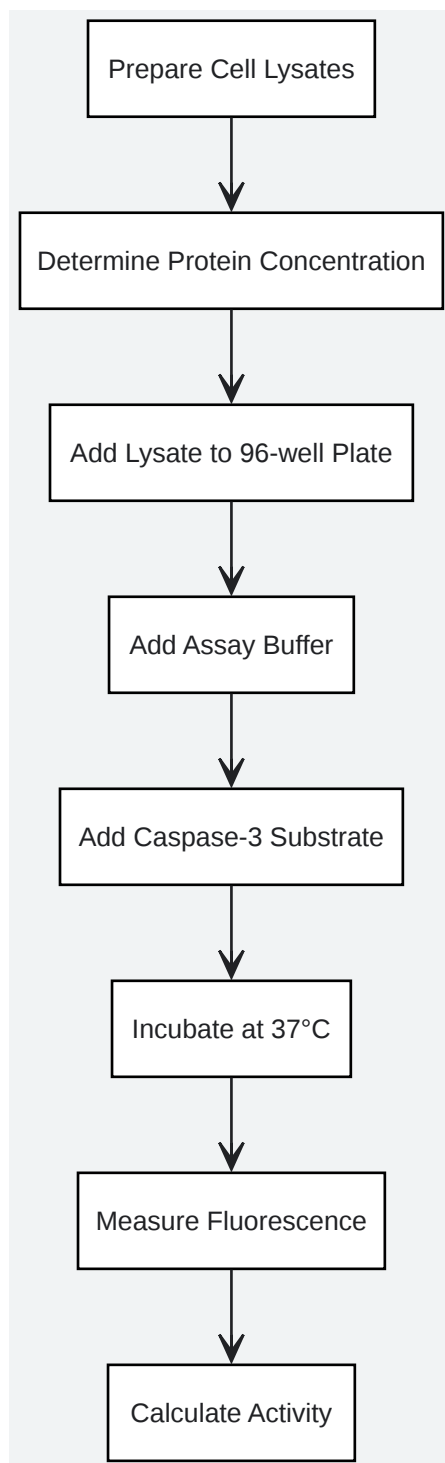 Prepare Cell Lysates
Determine Protein Concentration
Add Lysate to 96-well Plate
Add Assay Buffer
Add Caspase-3 Substrate
Incubate at 37°C
Measure Fluorescence
Calculate Activity